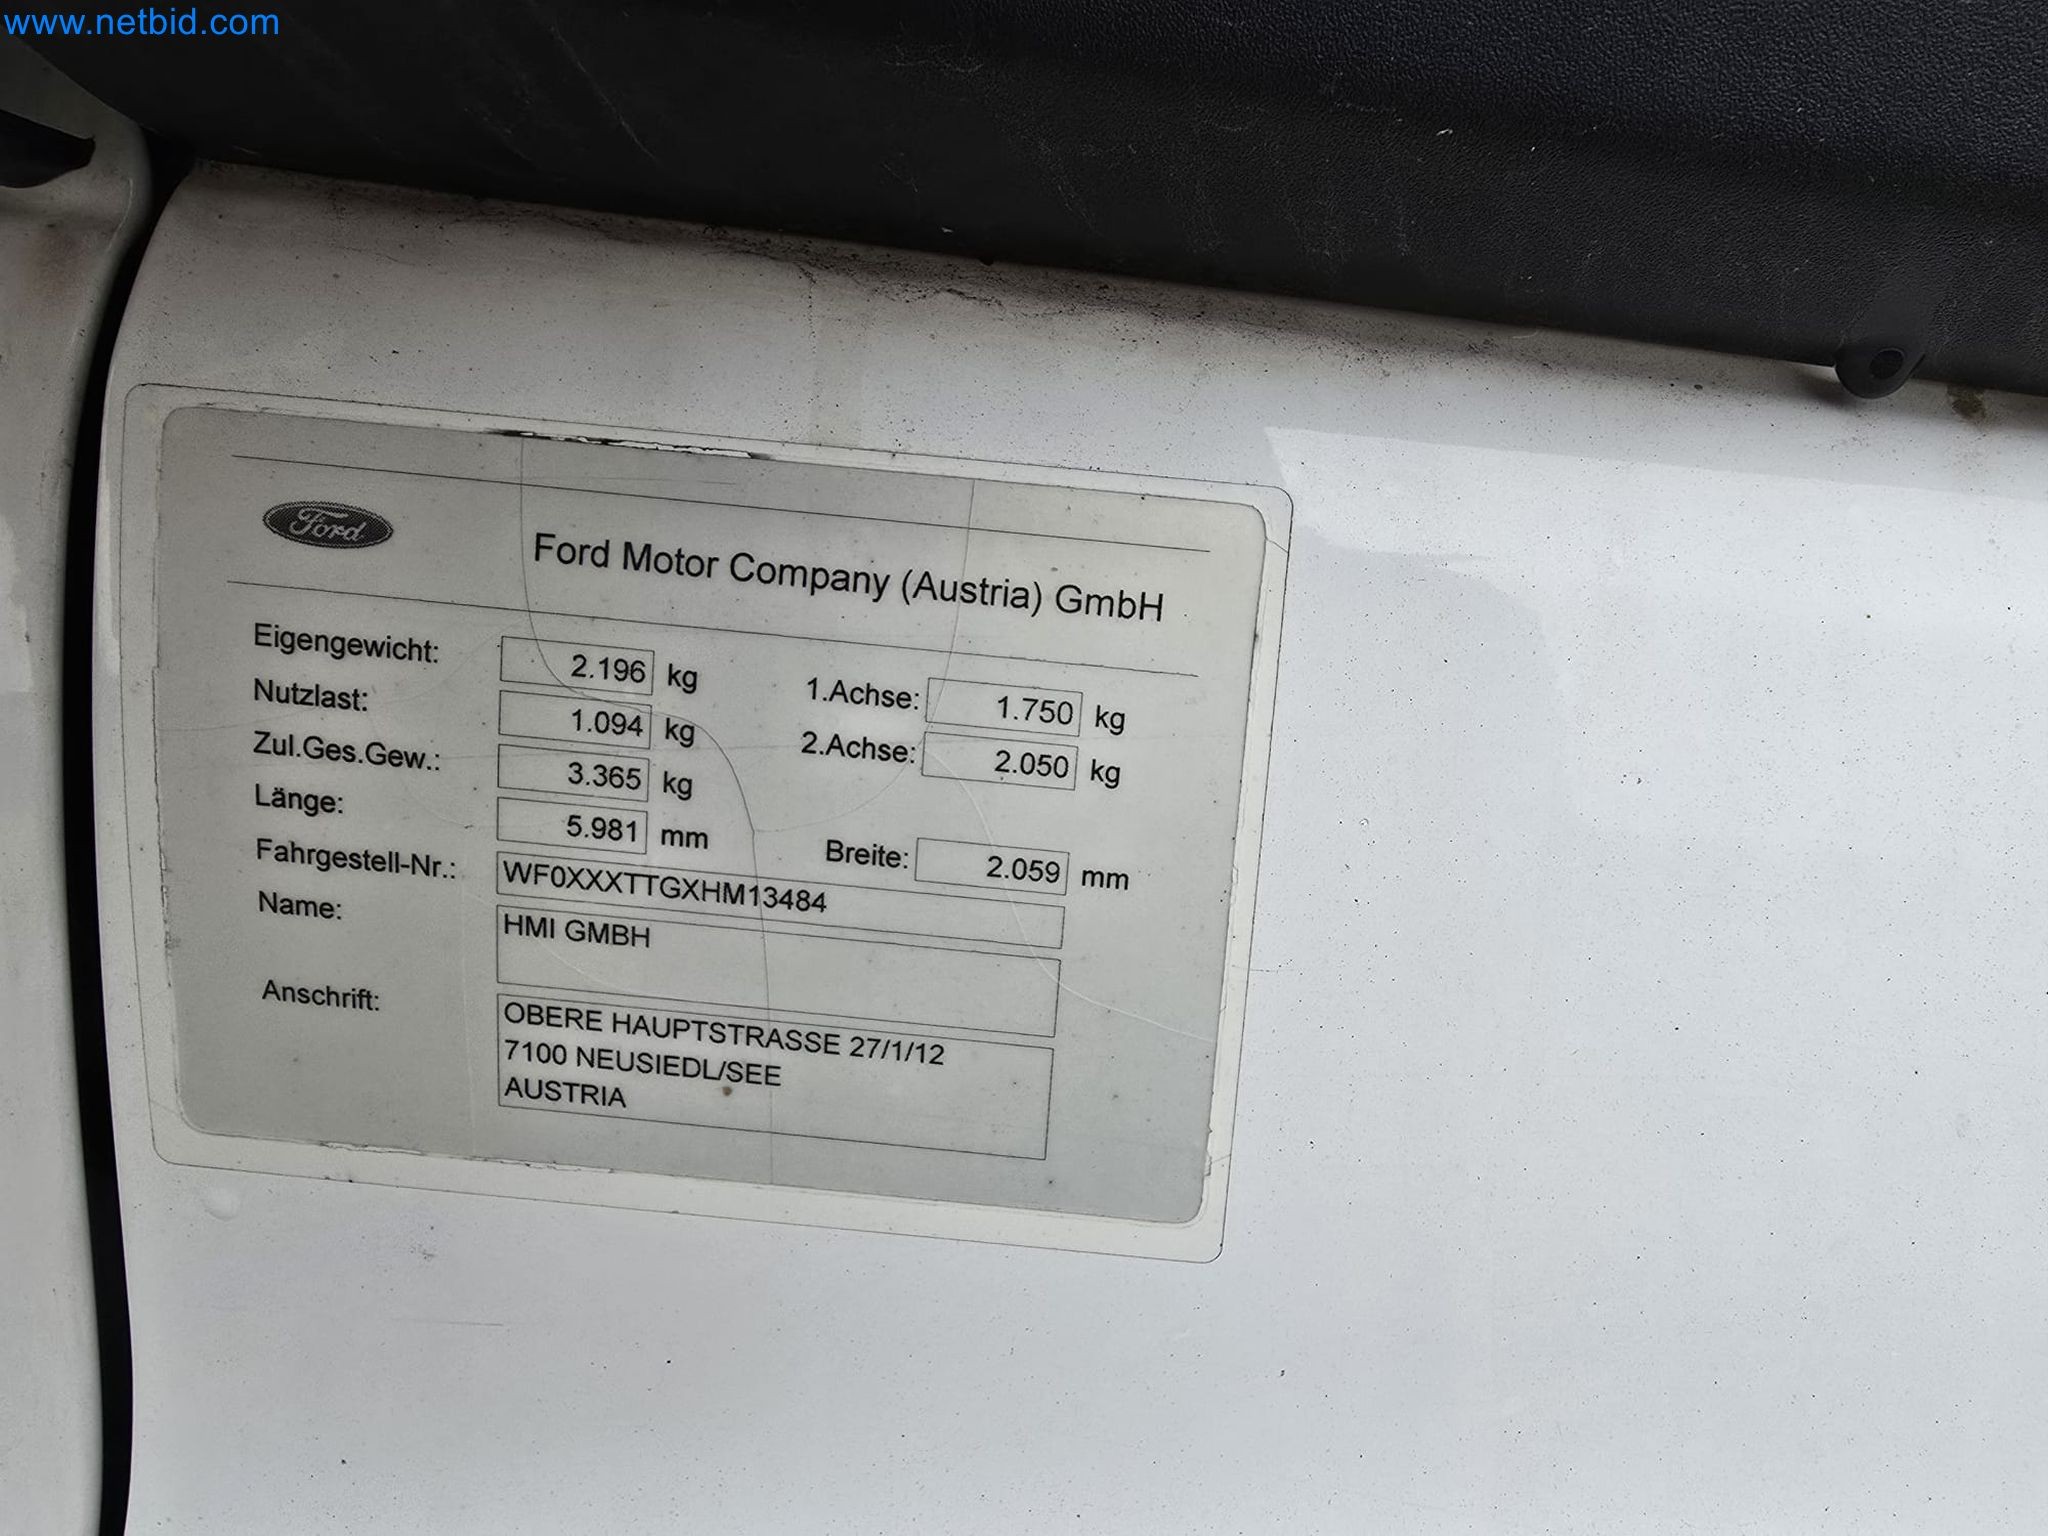 www.netbid.com
Ford
Ford Motor Company (Austria) GmbH
Eigengewicht: 2.196 kg 1.Achse: 1.750 kg
Nutzlast: 1.094 kg 2.Achse: 2.050 kg
Zul.Ges.Gew.: 3.365 kg
Länge: 5.981 mm Breite: 2.059 mm
Fahrgestell-Nr.: WF0XXXTTGXHM13484
Name: HMI GMBH
Anschrift: OBERE HAUPTSTRASSE 27/1/12
7100 NEUSIEDL/SEE
AUSTRIA